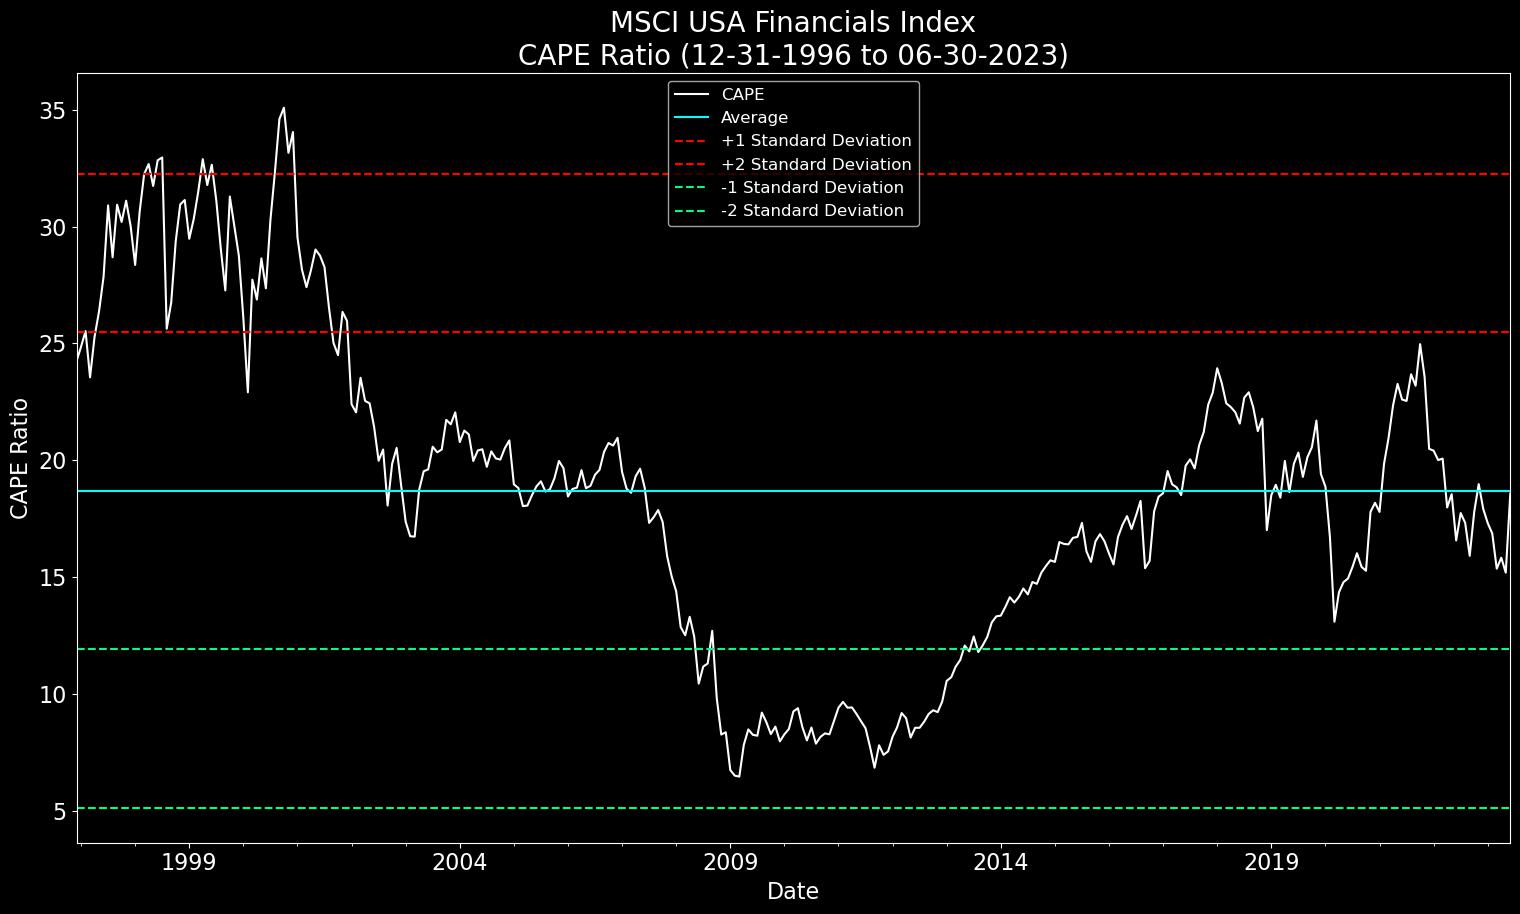 MSCI USA Financials Index
CAPE Ratio (12-31-1996 to 06-30-2023)
CAPE
Average
+1 Standard Deviation
+2 Standard Deviation
-1 Standard Deviation
-2 Standard Deviation
CAPE Ratio
35
30
25
20
15
10
5
1999
2004
2009
2014
2019
Date